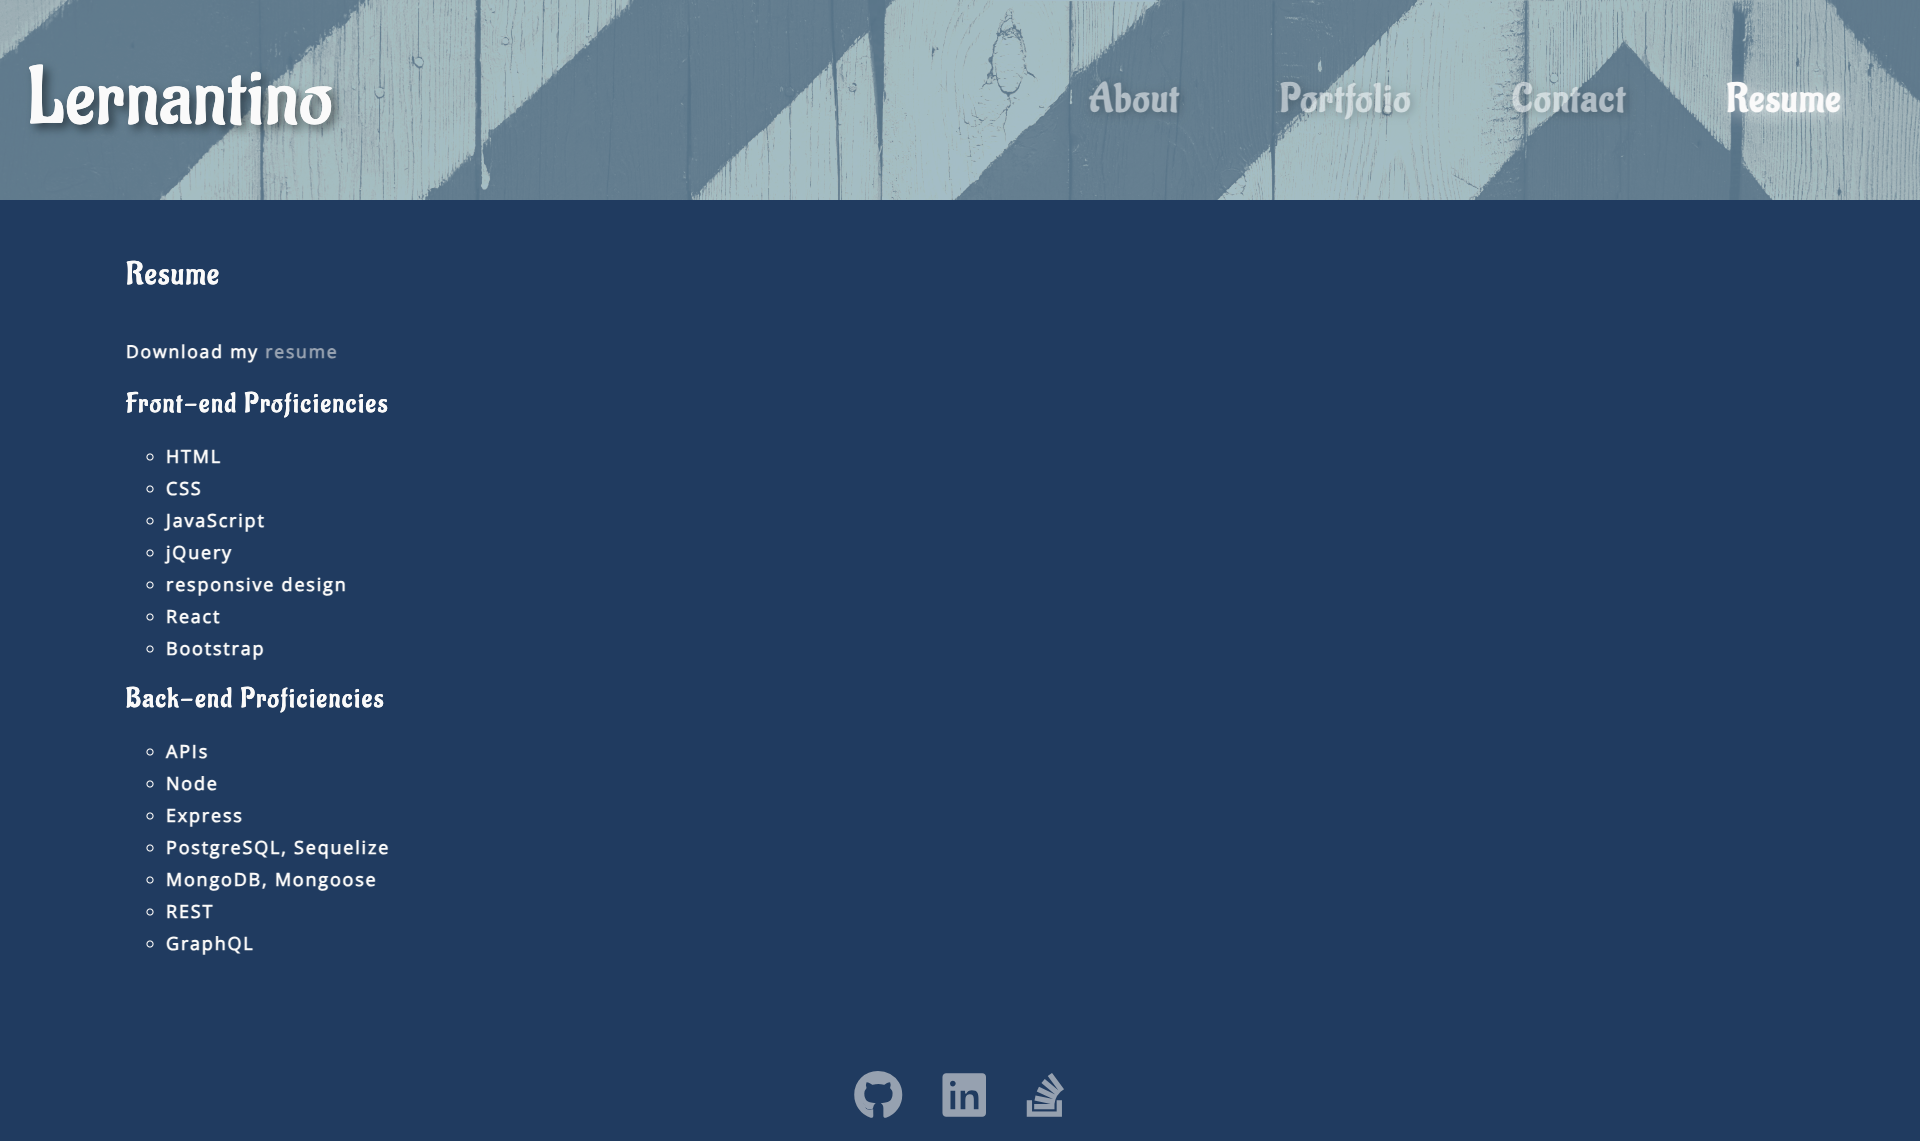 Lernantino
About Portfolio Contact Resume
Resume
Download my resume
Front-end Proficiencies
HTML
CSS
JavaScript
jQuery
responsive design
React
Bootstrap
Back-end Proficiencies
APIs
Node
Express
PostgreSQL, Sequelize
MongoDB, Mongoose
REST
GraphQL
in